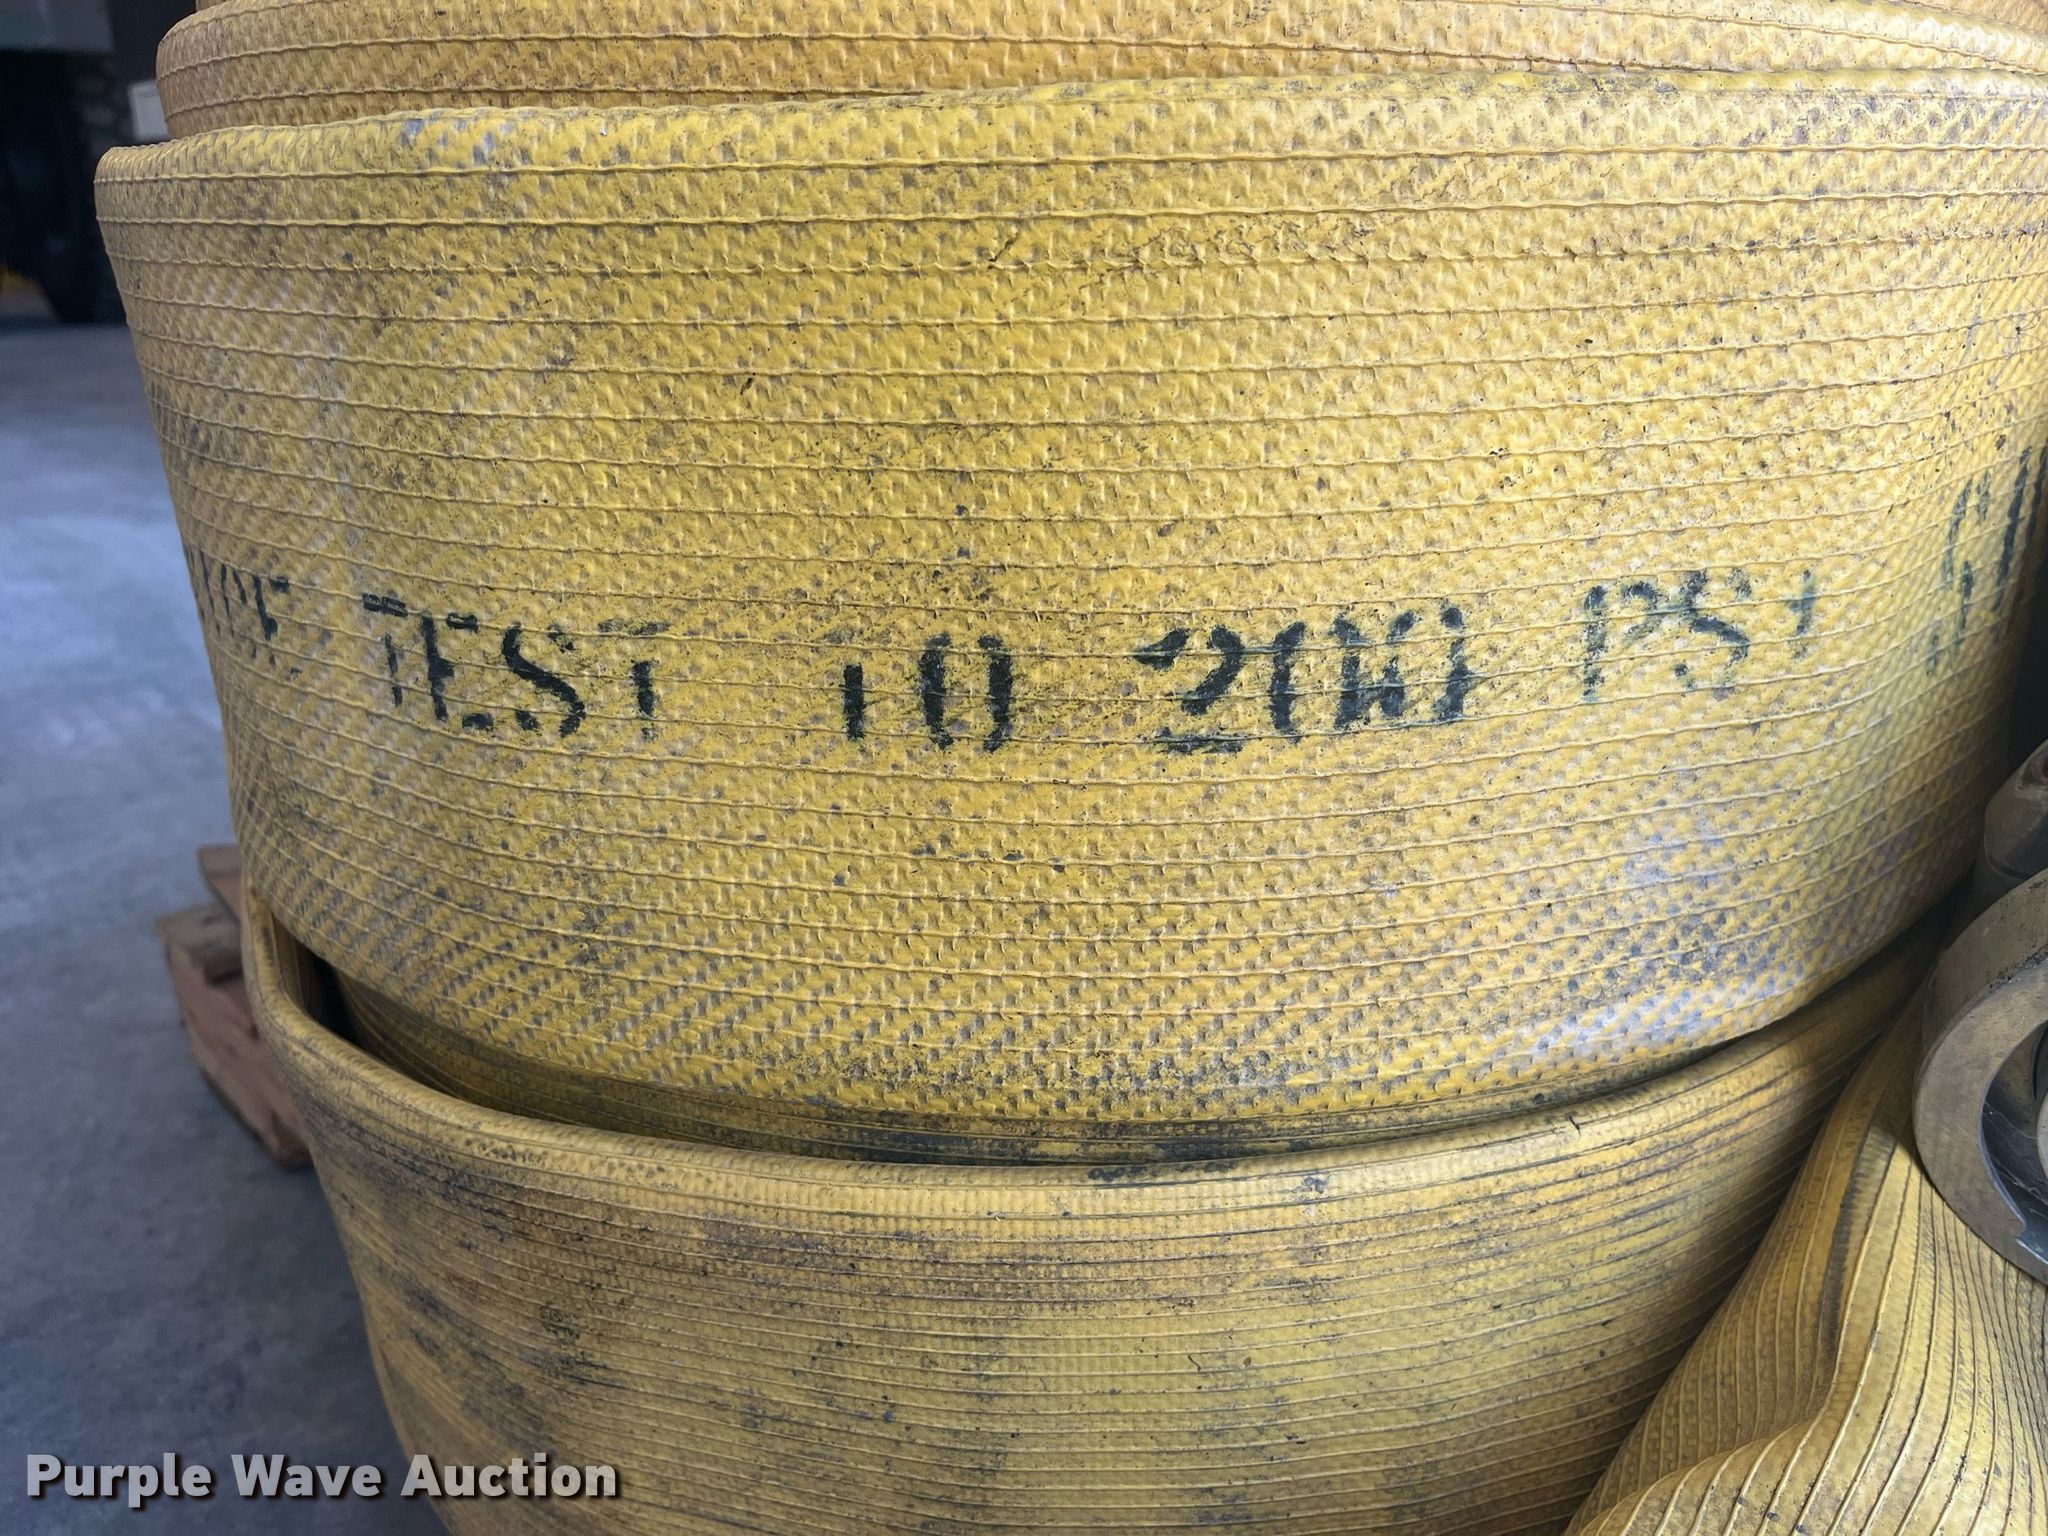 TEST TO 200 PSI
Purple Wave Auction